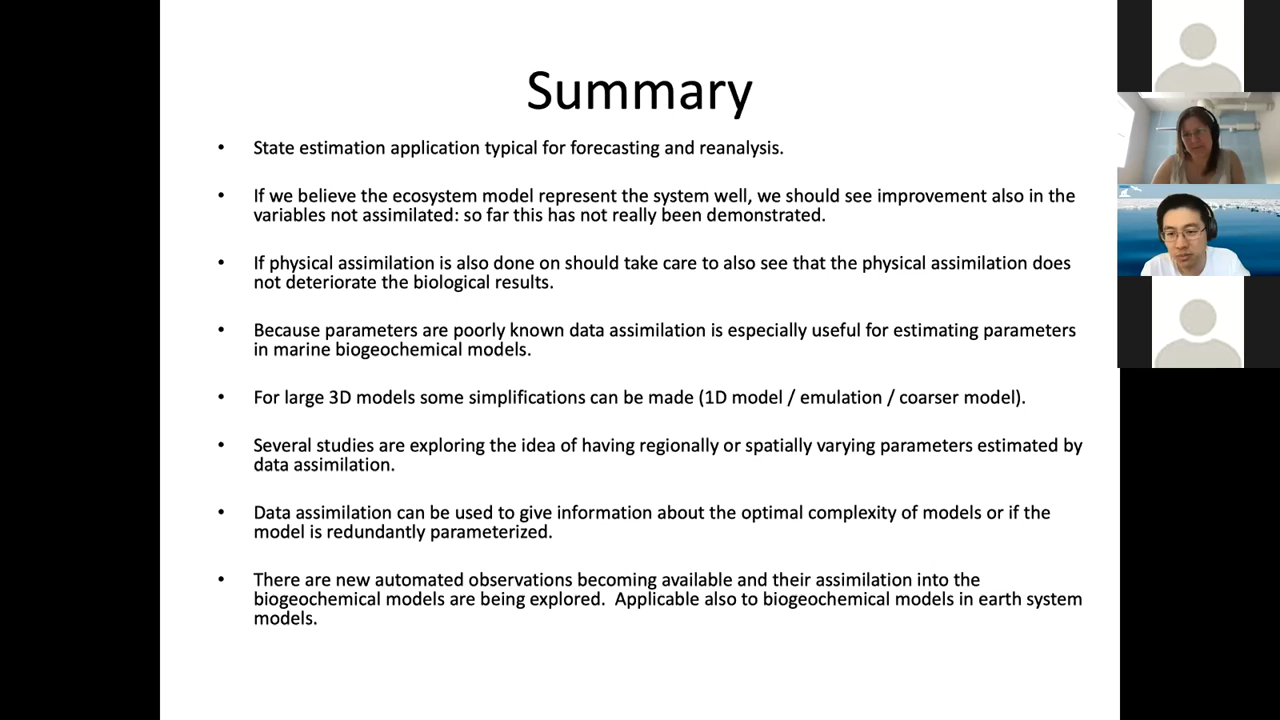 Summary
• State estimation application typical for forecasting and reanalysis.
• If we believe the ecosystem model represent the system well, we should see improvement also in the
variables not assimilated: so far this has not really been demonstrated.
• If physical assimilation is also done on should take care to also see that the physical assimilation does
not deteriorate the biological results.
• Because parameters are poorly known data assimilation is especially useful for estimating parameters
in marine biogeochemical models.
• For large 3D models some simplifications can be made (1D model / emulation / coarser model).
• Several studies are exploring the idea of having regionally or spatially varying parameters estimated by
data assimilation.
• Data assimilation can be used to give information about the optimal complexity of models or if the
model is redundantly parameterized.
• There are new automated observations becoming available and their assimilation into the
biogeochemical models are being explored.  Applicable also to biogeochemical models in earth system
models.